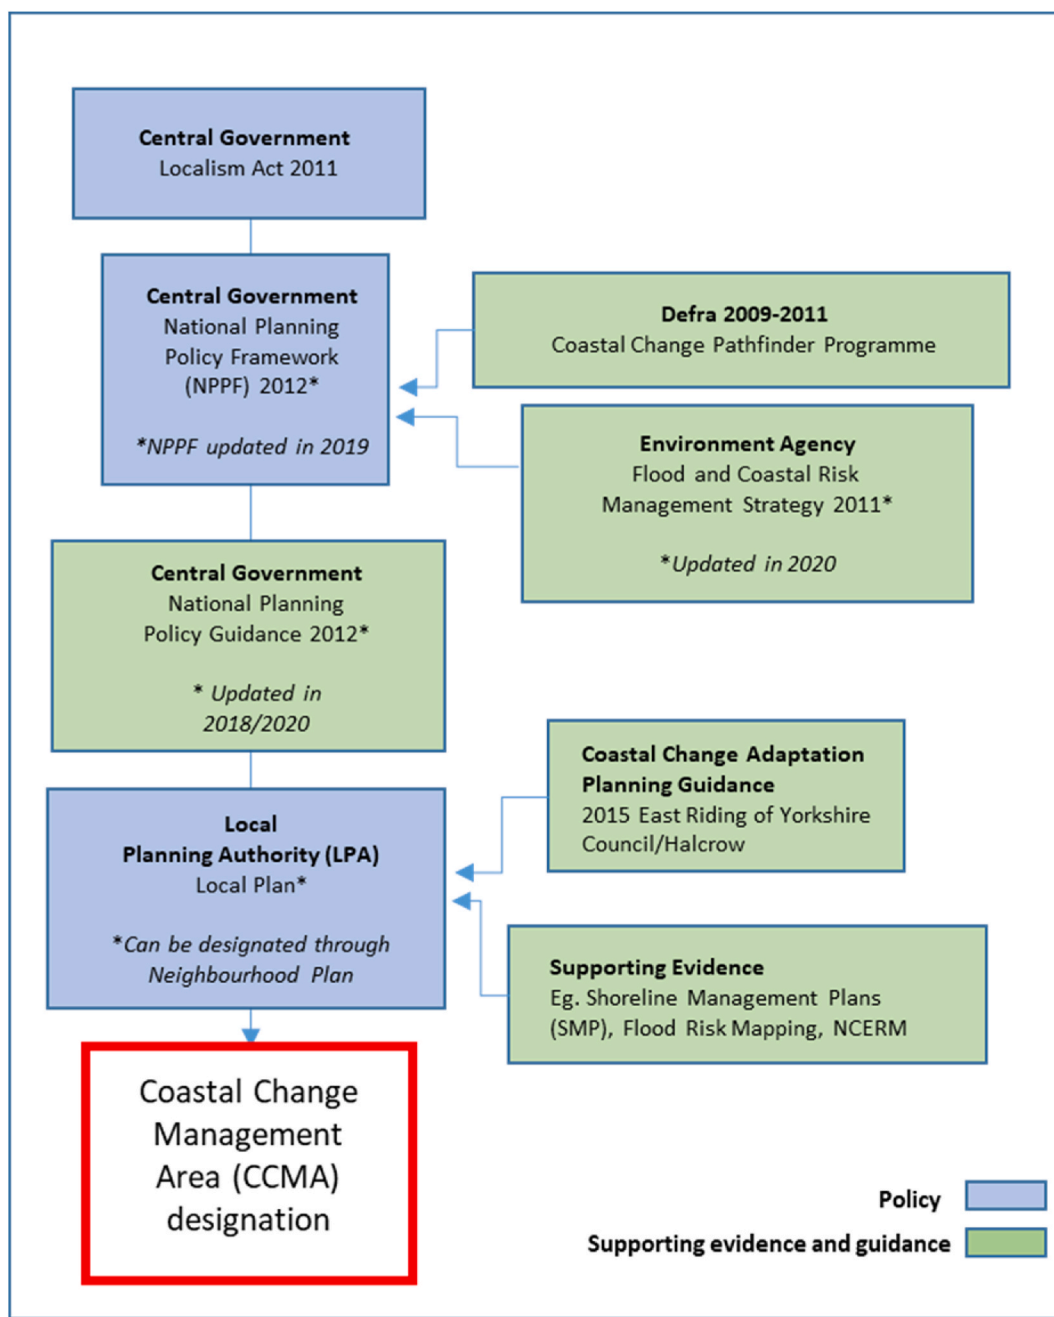 Central Government
Localism Act 2011
Central Government
National Planning
Policy Framework
(NPPF) 2012*
*NPPF updated in 2019
Defra 2009-2011
Coastal Change Pathfinder Programme
Environment Agency
Flood and Coastal Risk
Management Strategy 2011*
*Updated in 2020
Central Government
National Planning
Policy Guidance 2012*
* Updated in
2018/2020
Coastal Change Adaptation
Planning Guidance
2015 East Riding of Yorkshire
Council/Halcrow
Local
Planning Authority (LPA)
Local Plan*
*Can be designated through
Neighbourhood Plan
Supporting Evidence
Eg. Shoreline Management Plans
(SMP), Flood Risk Mapping, NCERM
Coastal Change
Management
Area (CCMA)
designation
Policy
Supporting evidence and guidance